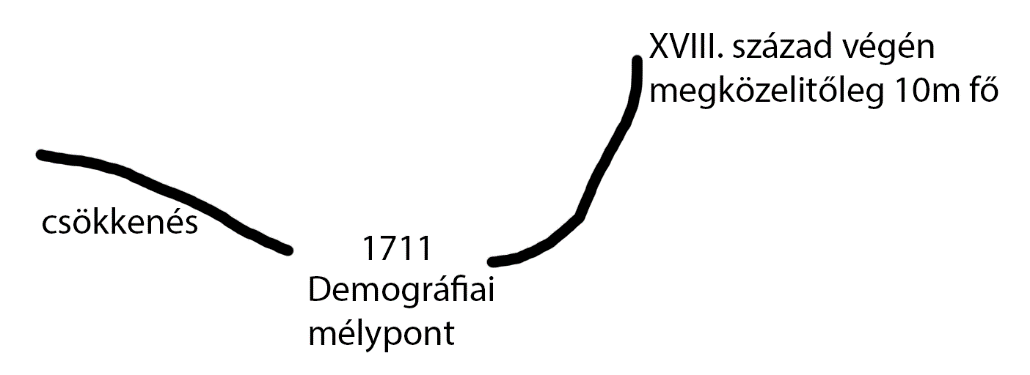 XVIII. század végén
megközelitőleg 10m fő
csökkenés
1711
Demográfiai
mélypont